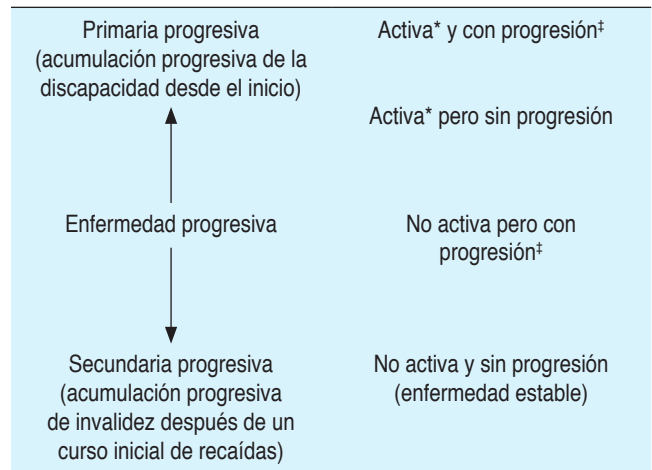 Primaria progresiva
(acumulación progresiva de la
discapacidad desde el inicio)
Activa* y con progresión‡
Activa* pero sin progresión
Enfermedad progresiva
No activa pero con
progresión‡
Secundaria progresiva
(acumulación progresiva
de invalidez después de un
curso inicial de recaídas)
No activa y sin progresión
(enfermedad estable)